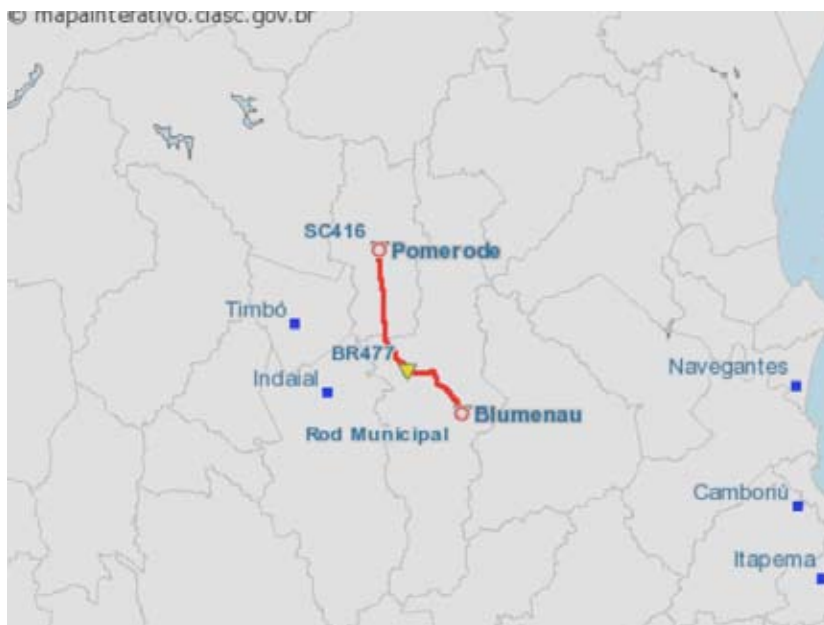 © mapainterativo.ciasc.gov.br
SC416
Pomerode
Timbó
BR477
Indaial
Navegantes
Blumenau
Rod Municipal
Camboriú
Itapema